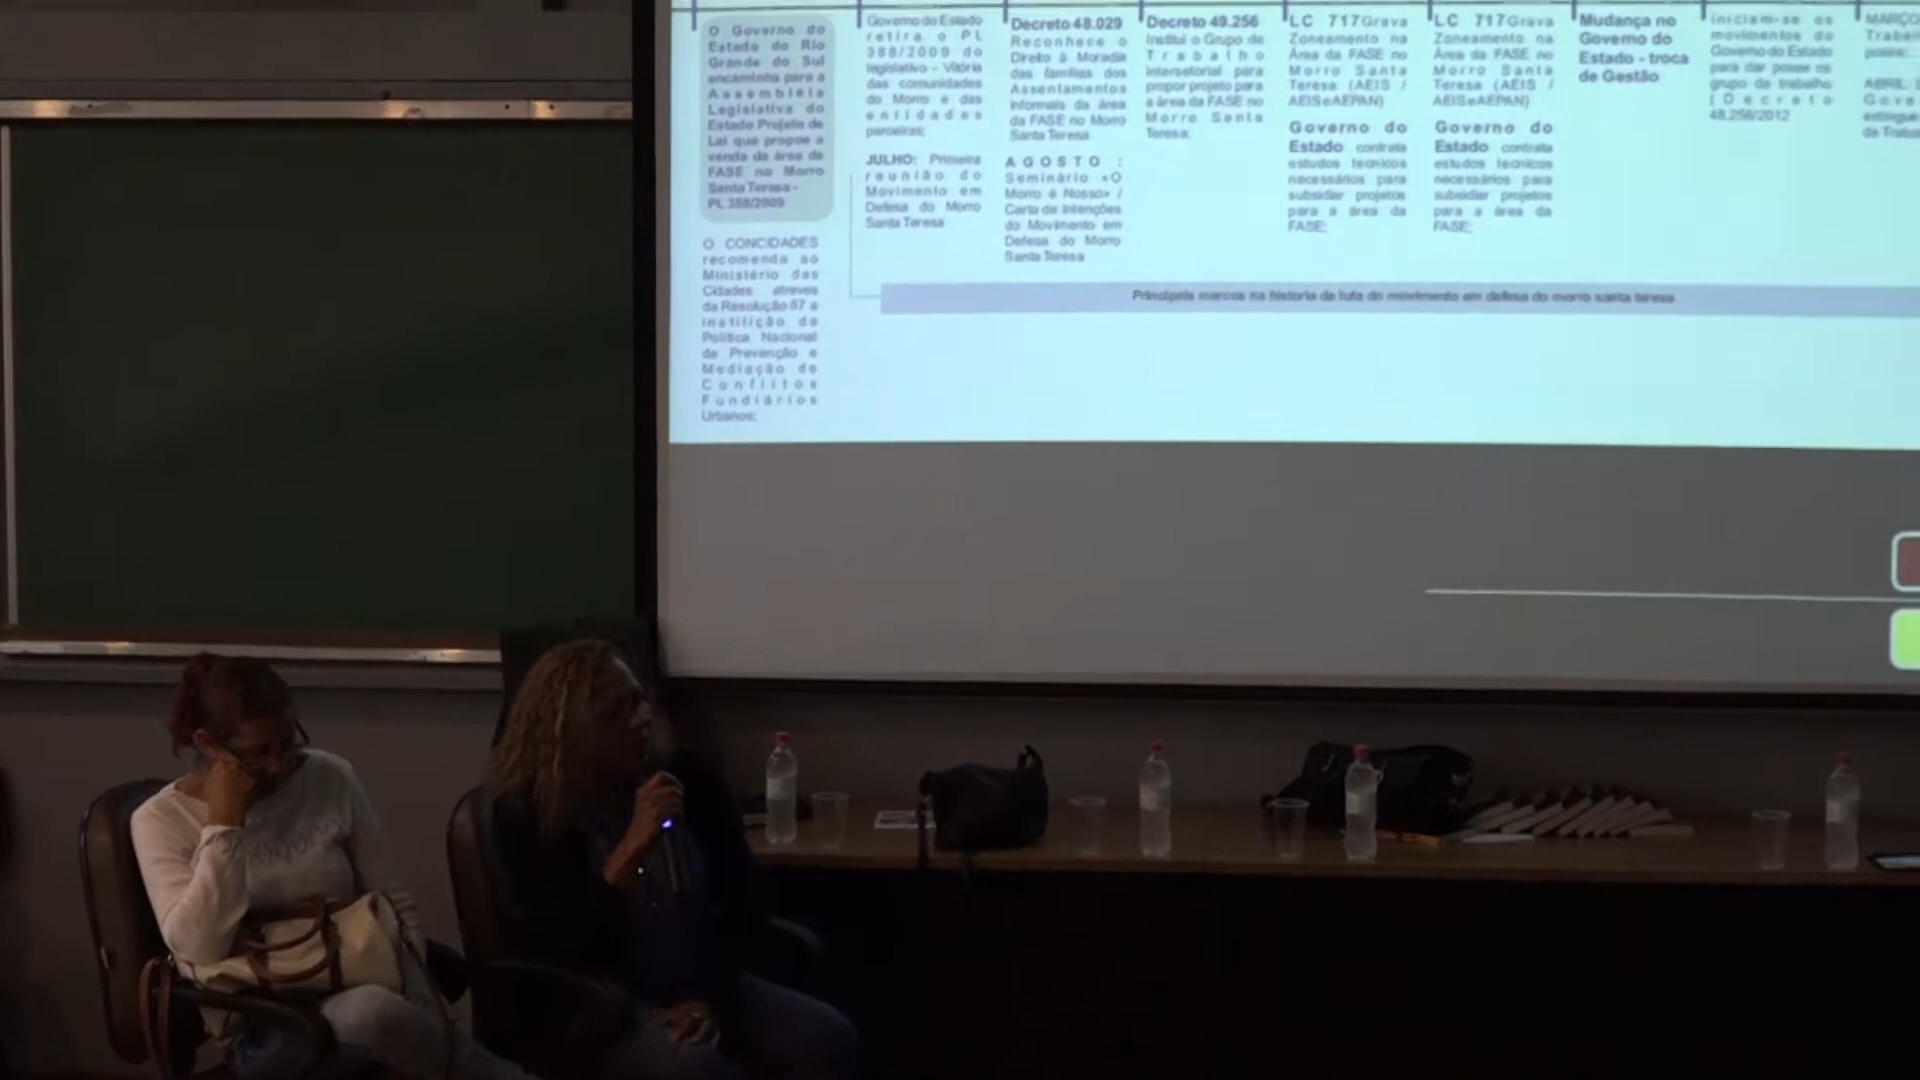 O Governo do
Estado do Rio
Grande do Sul
encaminha para a
Assembléia
Legislativa do
Estado Projeto de
Lei que propoe a
venda da área da
FASE no Morro
Santa Teresa -
PL 388/2009
O CONCIDADES
recomenda ao
Ministério das
Cidades atreves
da Resolução 87 a
instituição da
Política Nacional
de Prevenção e
Mediação de
Conflitos
Fundiários
Urbanos;
Governo do Estado
retira o PL
388/2009 do
legislativo - Vitória
das comunidades
do Morro e das
entidades
parceiras;
JULHO: Primeira
reunião do
Movimento em
Defesa do Morro
Santa Teresa
Decreto 48.029
Reconhece o
Direito à Moradia
das famílias dos
Assentamentos
informais da área
da FASE no Morro
Santa Teresa
AGOSTO :
Seminário «O
Morro é Nosso» /
Carta de Intenções
do Movimento em
Defesa do Morro
Santa Teresa
Decreto 49.256
Institui o Grupo de
Trabalho
Intersetorial para
propor projeto para
a área da FASE no
Morro Santa
Teresa;
LC 717 Grava
Zoneamento na
Área da FASE no
Morro Santa
Teresa (AEIS /
AEISeAEPAN)
Governo do
Estado contrata
estudos tecnicos
necessários para
subsidiar projetos
para a área da
FASE;
LC 717 Grava
Zoneamento na
Área da FASE no
Morro Santa
Teresa (AEIS /
AEISeAEPAN)
Governo do
Estado contrata
estudos tecnicos
necessários para
subsidiar projetos
para a área da
FASE;
Mudança no
Governo do
Estado - troca
de Gestão
iniciam-se os
movimentos do
Governo do Estado
para dar posse os
grupo de trabalho
(Decreto
48.256/2012
MARÇO
ABRIL:
extingue
Principais marcos na historia de luta do movimento em defesa do morro santa teresa